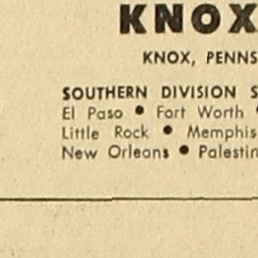 KNOX
KNOX, PENNS
SOUTHERN DIVISION S
El Paso • Fort Worth •
Little Rock • Memphis
New Orleans • Palestin